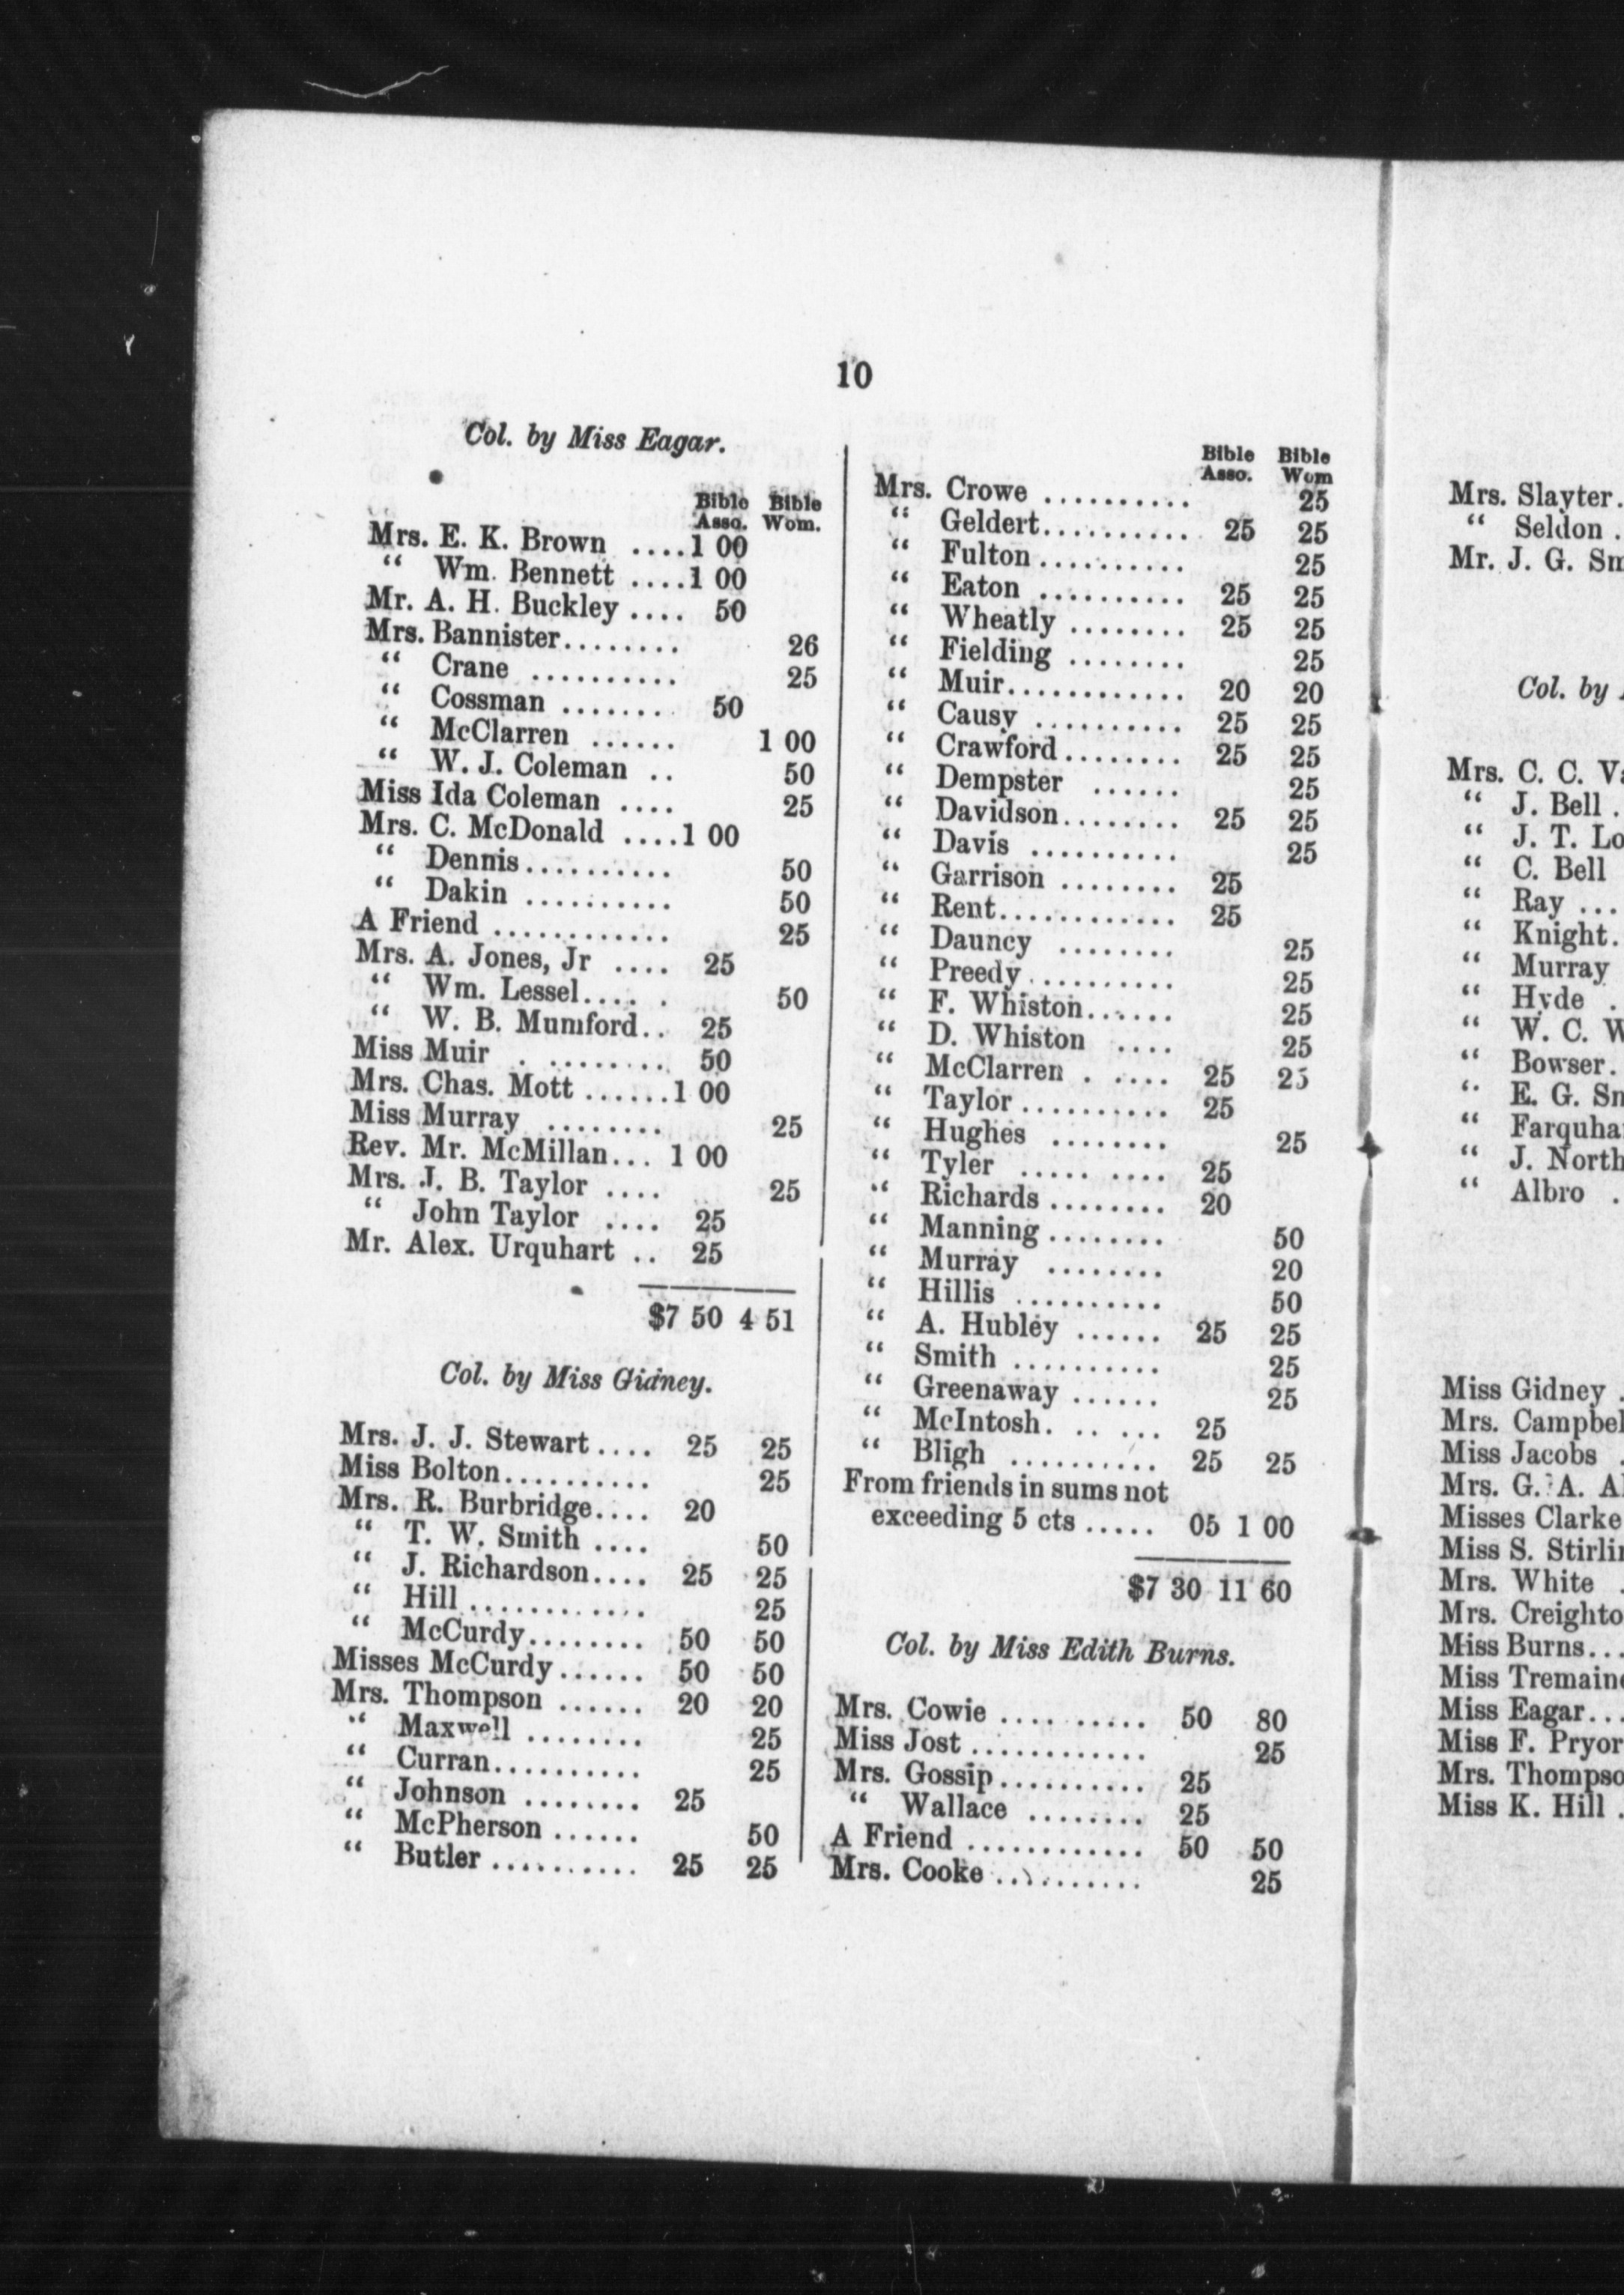 10
Col. by Miss Eagar.
Bible Bible
Asso. Wom.
Mrs. E. K. Brown ....1 00
“ Wm. Bennett ....1 00
Mr. A. H. Buckley .... 50
Mrs. Bannister........ 26
“ Crane .......... 25
“ Cossman ....... 50
“ McClarren ...... 1 00
“ W. J. Coleman .. 50
Miss Ida Coleman .... 25
Mrs. C. McDonald ....1 00
“ Dennis.......... 50
“ Dakin .......... 50
A Friend ............ 25
Mrs. A. Jones, Jr .... 25
“ Wm. Lessel.... . 50
“ W. B. Mumford.. 25
Miss Muir . ........ 50
Mrs. Chas. Mott ......1 00
Miss Murray ........ 25
Rev. Mr. McMillan... 1 00
Mrs. J. B. Taylor .... 25
“ John Taylor .... 25
Mr. Alex. Urquhart .. 25
$7 50 4 51
Col. by Miss Gidney.
Mrs. J. J. Stewart.... 25 25
Miss Bolton.......... 25
Mrs. R. Burbridge.... 20
“ T. W. Smith .... 50
“ J. Richardson.... 25 25
“ Hill ............ 25
“ McCurdy........ 50 50
Misses McCurdy...... 50 50
Mrs. Thompson ...... 20 20
“ Maxwell ........ 25
“ Curran.......... 25
“ Johnson ........ 25
“ McPherson ...... 50
“ Butler .......... 25 25
Bible Bible
Asso. Wom
Mrs. Crowe .......... 25
“ Geldert.......... 25 25
“ Fulton.......... 25
“ Eaton .......... 25 25
“ Wheatly ........ 25 25
“ Fielding ........ 25
“ Muir............ 20 20
“ Causy .......... 25 25
“ Crawford........ 25 25
“ Dempster ...... 25
“ Davidson........ 25 25
“ Davis .......... 25
“ Garrison ........ 25
“ Rent............ 25
“ Dauncy ........ 25
“ Preedy.......... 25
“ F. Whiston...... 25
“ D. Whiston .... 25
“ McClarren . .... 25 25
“ Taylor.......... 25
“ Hughes ........ 25
“ Tyler ..... .... 25
“ Richards ........ 20
“ Manning ........ 50
“ Murray ........ 20
“ Hillis .......... 50
“ A. Hubley ...... 25 25
“ Smith .......... 25
“ Greenaway ...... 25
“ McIntosh. .. ... 25
“ Bligh .......... 25 25
From friends in sums not
exceeding 5 cts ..... 05 1 00
$7 30 11 60
Col. by Miss Edith Burns.
Mrs. Cowie .... ..... 50 80
Miss Jost ............ 25
Mrs. Gossip.......... 25
“ Wallace ........ 25
A Friend ............ 50 50
Mrs. Cooke .......... 25
Mrs. Slayter.
“ Seldon .
Mr. J. G. Sm
Col. by
Mrs. C. C. Va
“ J. Bell .
“ J. T. Lo
“ C. Bell
“ Ray ...
“ Knight.
“ Murray
“ Hyde .
“ W. C. W
“ Bowser.
“ E. G. Sm
“ Farquha
“ J. North
“ Albro .
Miss Gidney .
Mrs. Campbel
Miss Jacobs .
Mrs. G. A. A
Misses Clarke
Miss S. Stirli
Mrs. White .
Mrs. Creighto
Miss Burns...
Miss Tremaine
Miss Eagar...
Miss F. Pryor
Mrs. Thompso
Miss K. Hill .